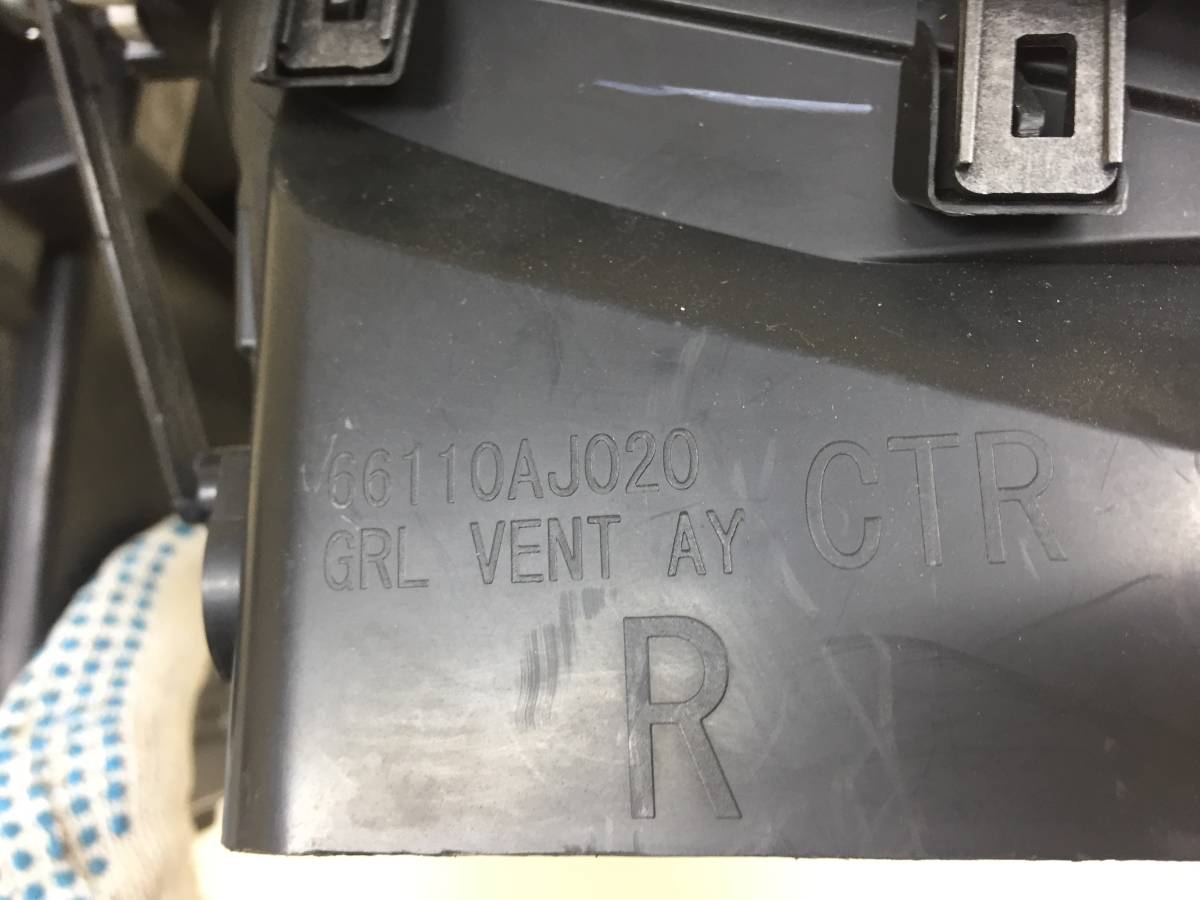 66110AJ020
GRL VENT AY
CTR
R